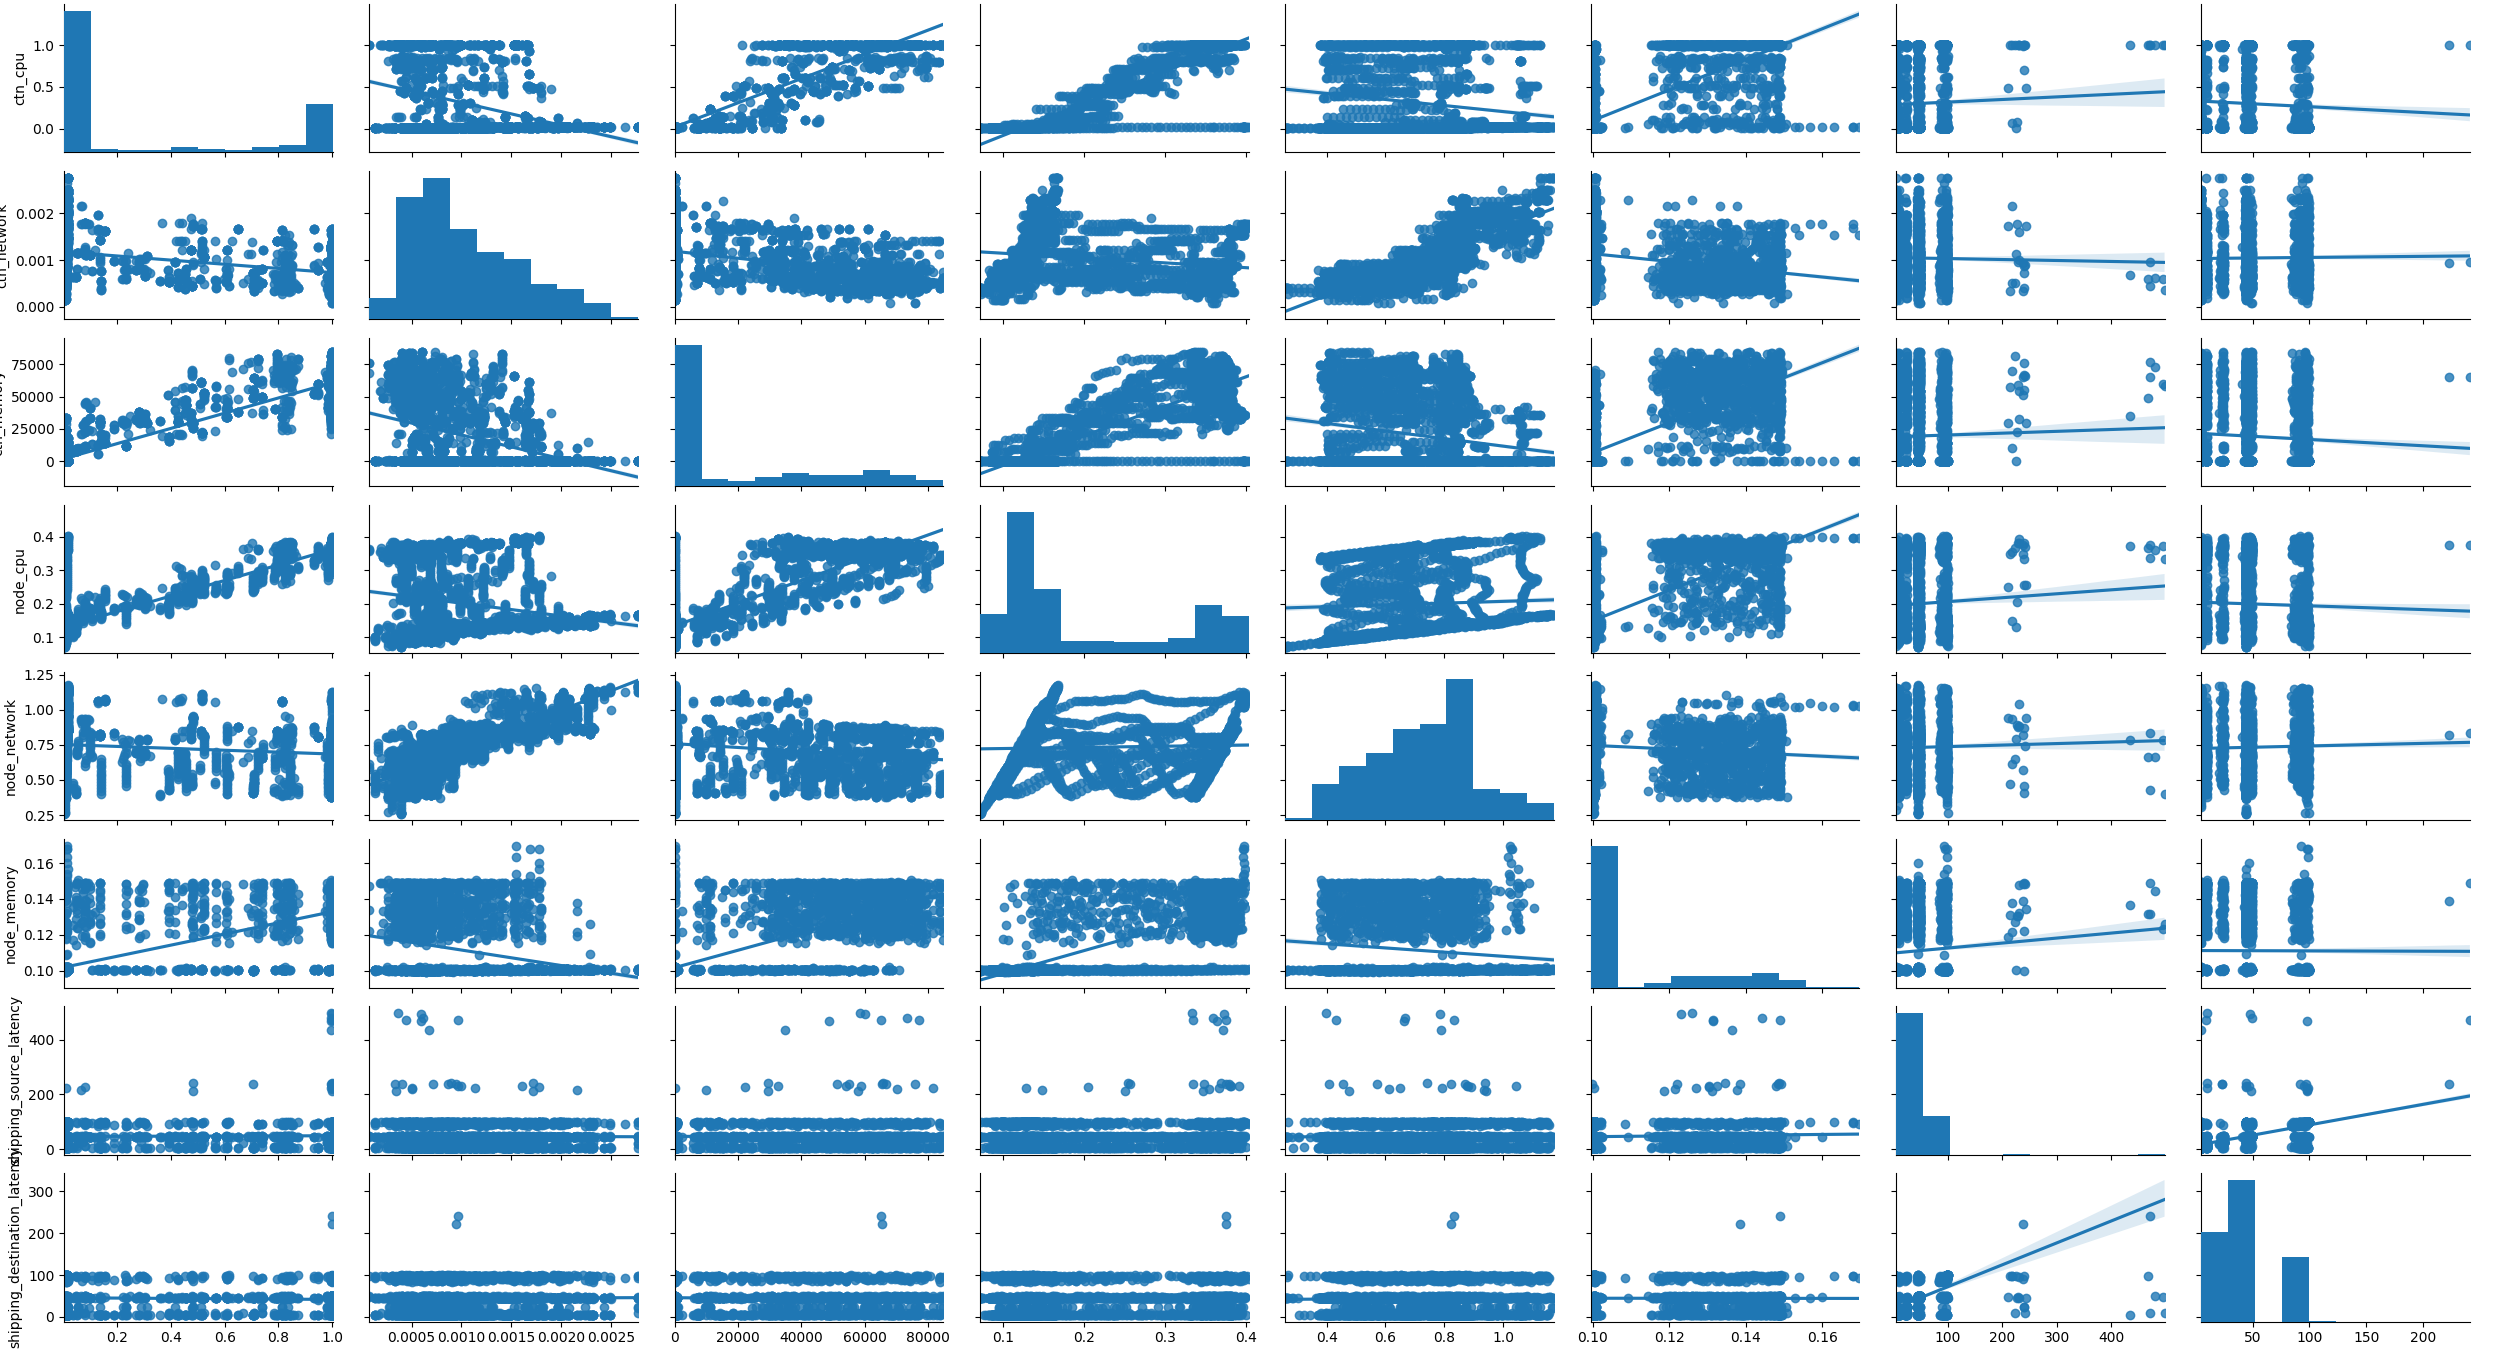 ctn_cpu
1.0
0.5
0.0
ctn_network
0.002
0.001
0.000
ctn_memory
75000
50000
25000
0
node_cpu
0.4
0.3
0.2
0.1
node_network
1.25
1.00
0.75
0.50
0.25
node_memory
0.16
0.14
0.12
0.10
shipping_source_latency
400
200
0
shipping_destination_latency
300
200
100
0
0.2 0.4 0.6 0.8 1.0
0.0005 0.0010 0.0015 0.0020 0.0025
0 20000 40000 60000 80000
0.1 0.2 0.3 0.4
0.4 0.6 0.8 1.0
0.10 0.12 0.14 0.16
100 200 300 400
50 100 150 200